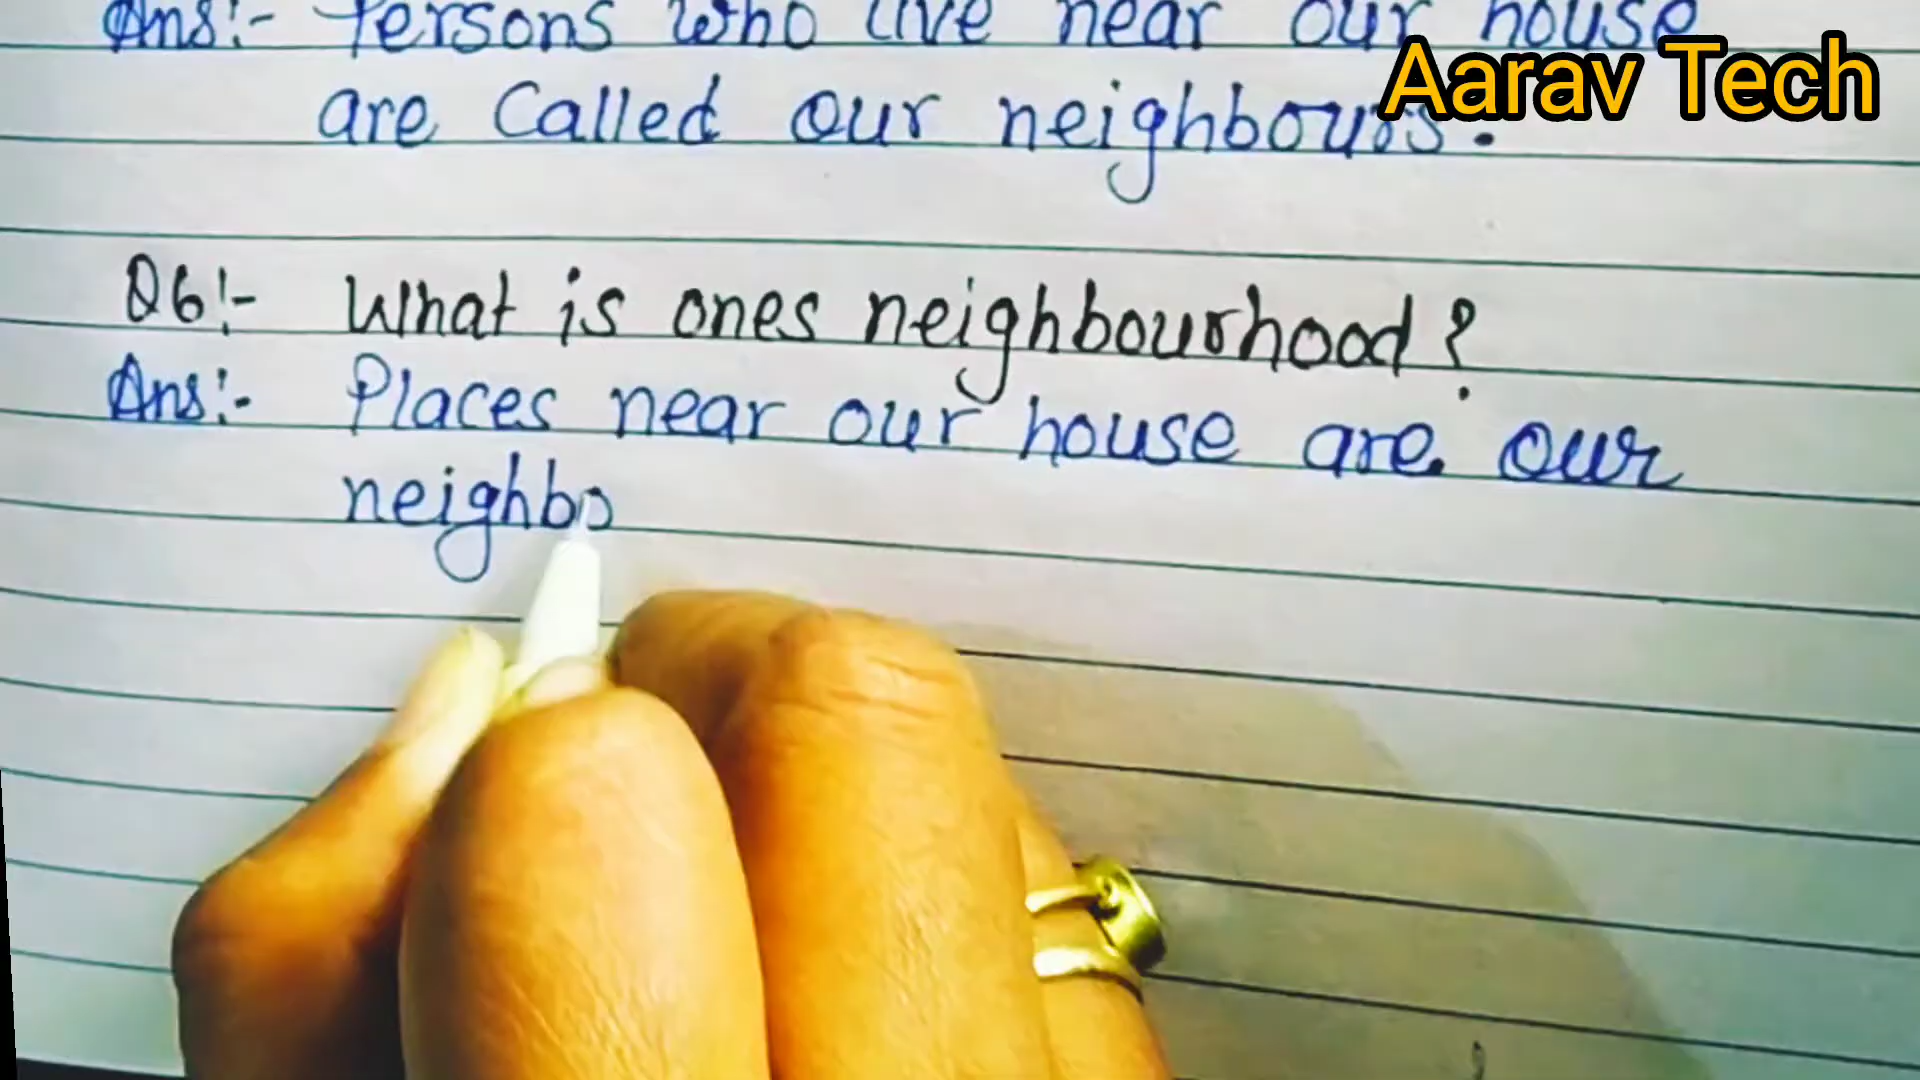 Ans:- Persons who live near our house
Aarav Tech
are called our neighbours.
Q6:- What is ones neighbourhood?
Ans:- Places near our house are our
neighbo